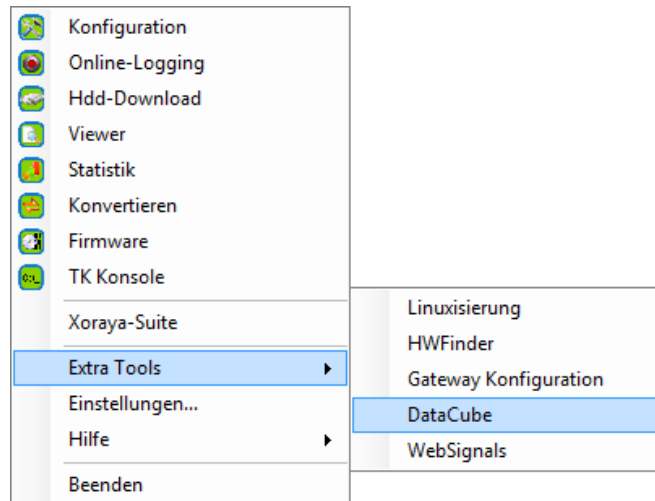 Konfiguration
Online-Logging
Hdd-Download
Viewer
Statistik
Konvertieren
Firmware
TK Konsole
Xoraya-Suite
Extra Tools
Einstellungen...
Hilfe
Beenden
Linuxisierung
HWFinder
Gateway Konfiguration
DataCube
WebSignals